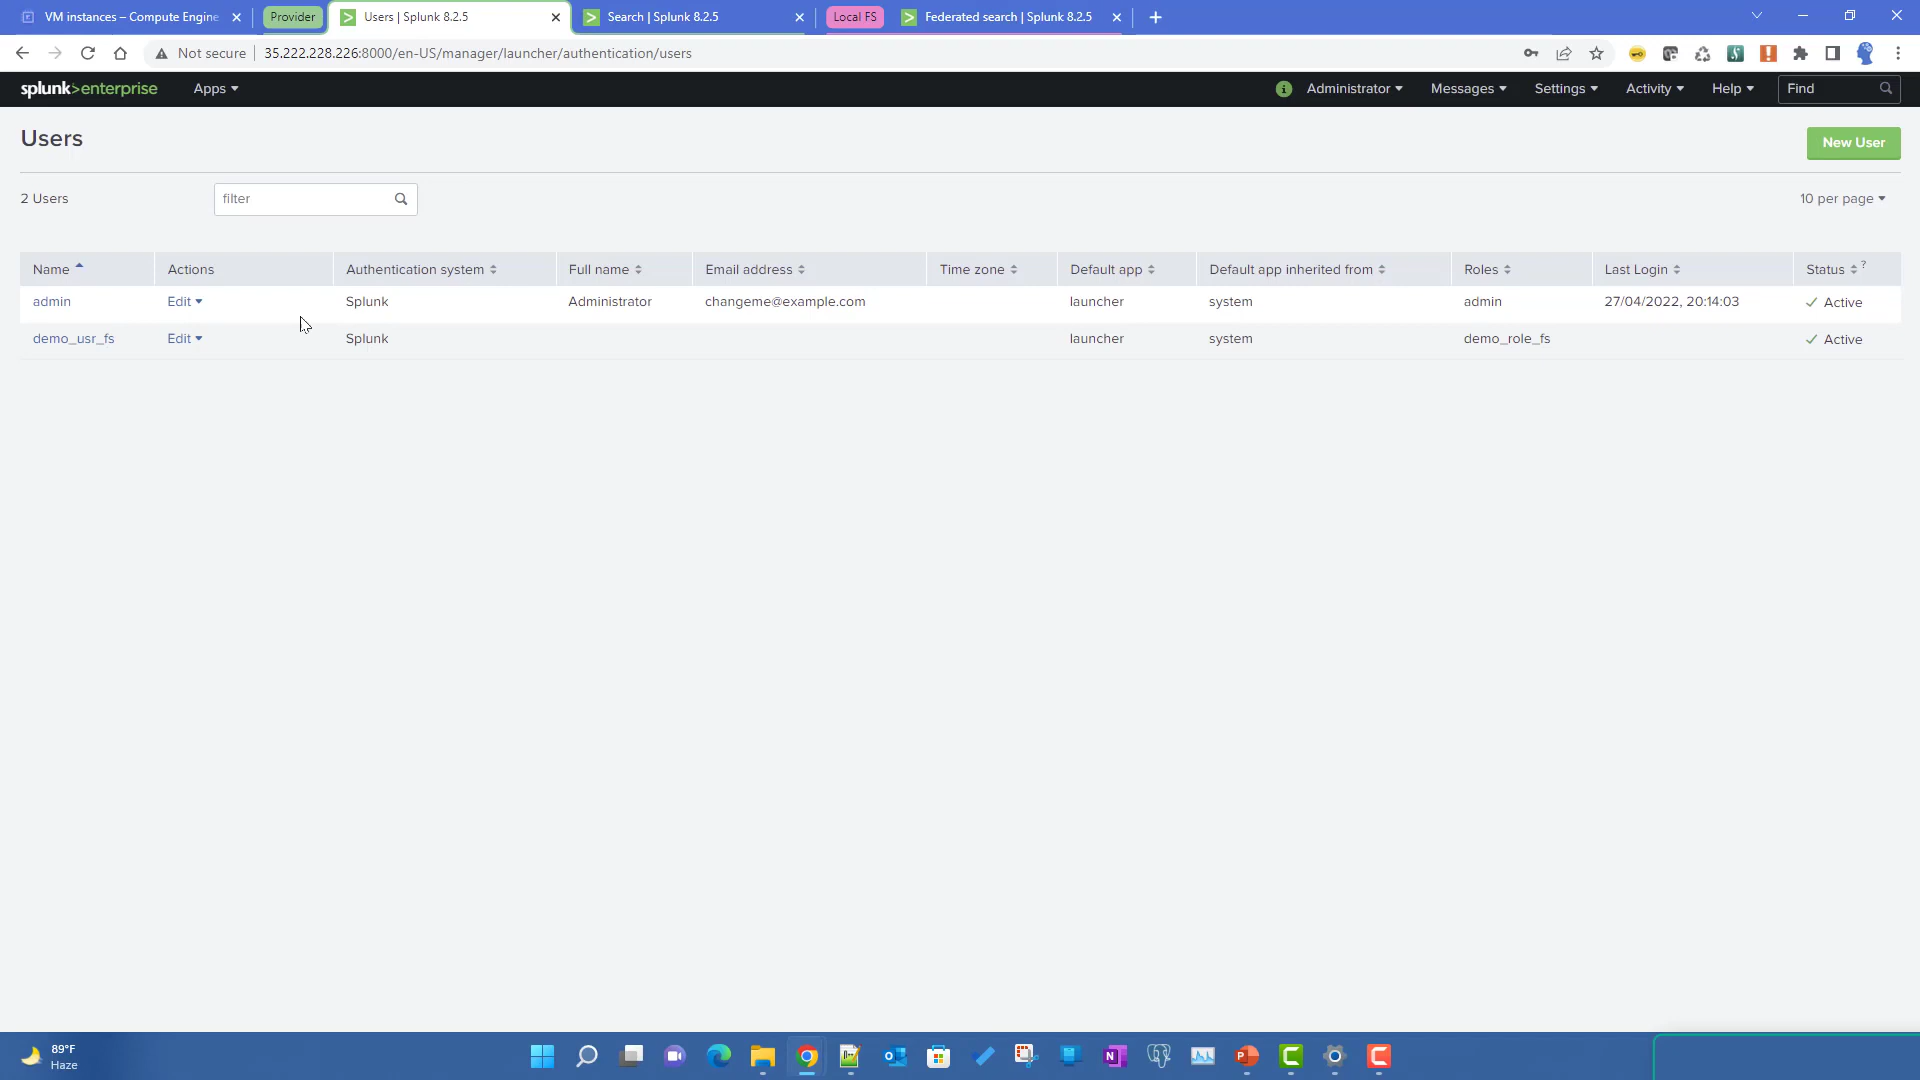 VM instances – Compute Engine
Provider
Users | Splunk 8.2.5
Search | Splunk 8.2.5
Local FS
Federated search | Splunk 8.2.5
Not secure
35.222.228.226:8000/en-US/manager/launcher/authentication/users
splunk>enterprise
Apps
Administrator
Messages
Settings
Activity
Help
Find
Users
New User
2 Users
filter
10 per page
Name Actions Authentication system Full name Email address Time zone Default app Default app inherited from Roles Last Login Status ?
admin Edit Splunk Administrator changeme@example.com launcher system admin 27/04/2022, 20:14:03 Active
demo_usr_fs Edit Splunk launcher system demo_role_fs Active
89°F
Haze